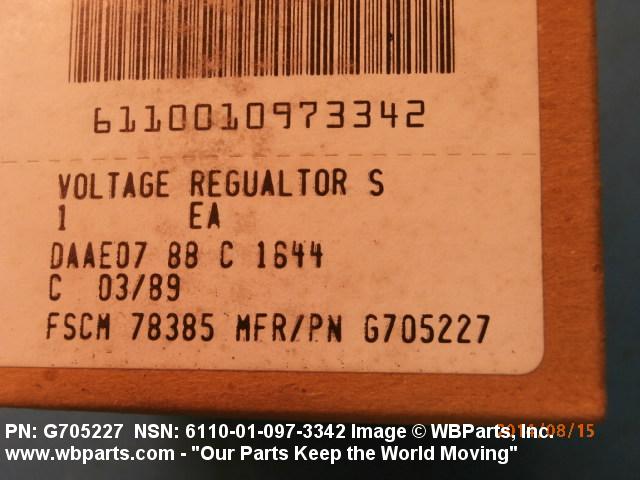 6110010973342
VOLTAGE REGUALTOR S
1 EA
DAAE07 88 C 1644
C 03/89
FSCM 78385 MFR/PN G705227
PN: G705227 NSN: 6110-01-097-3342 Image © WBParts, Inc.
www.wbparts.com - "Our Parts Keep the World Moving"